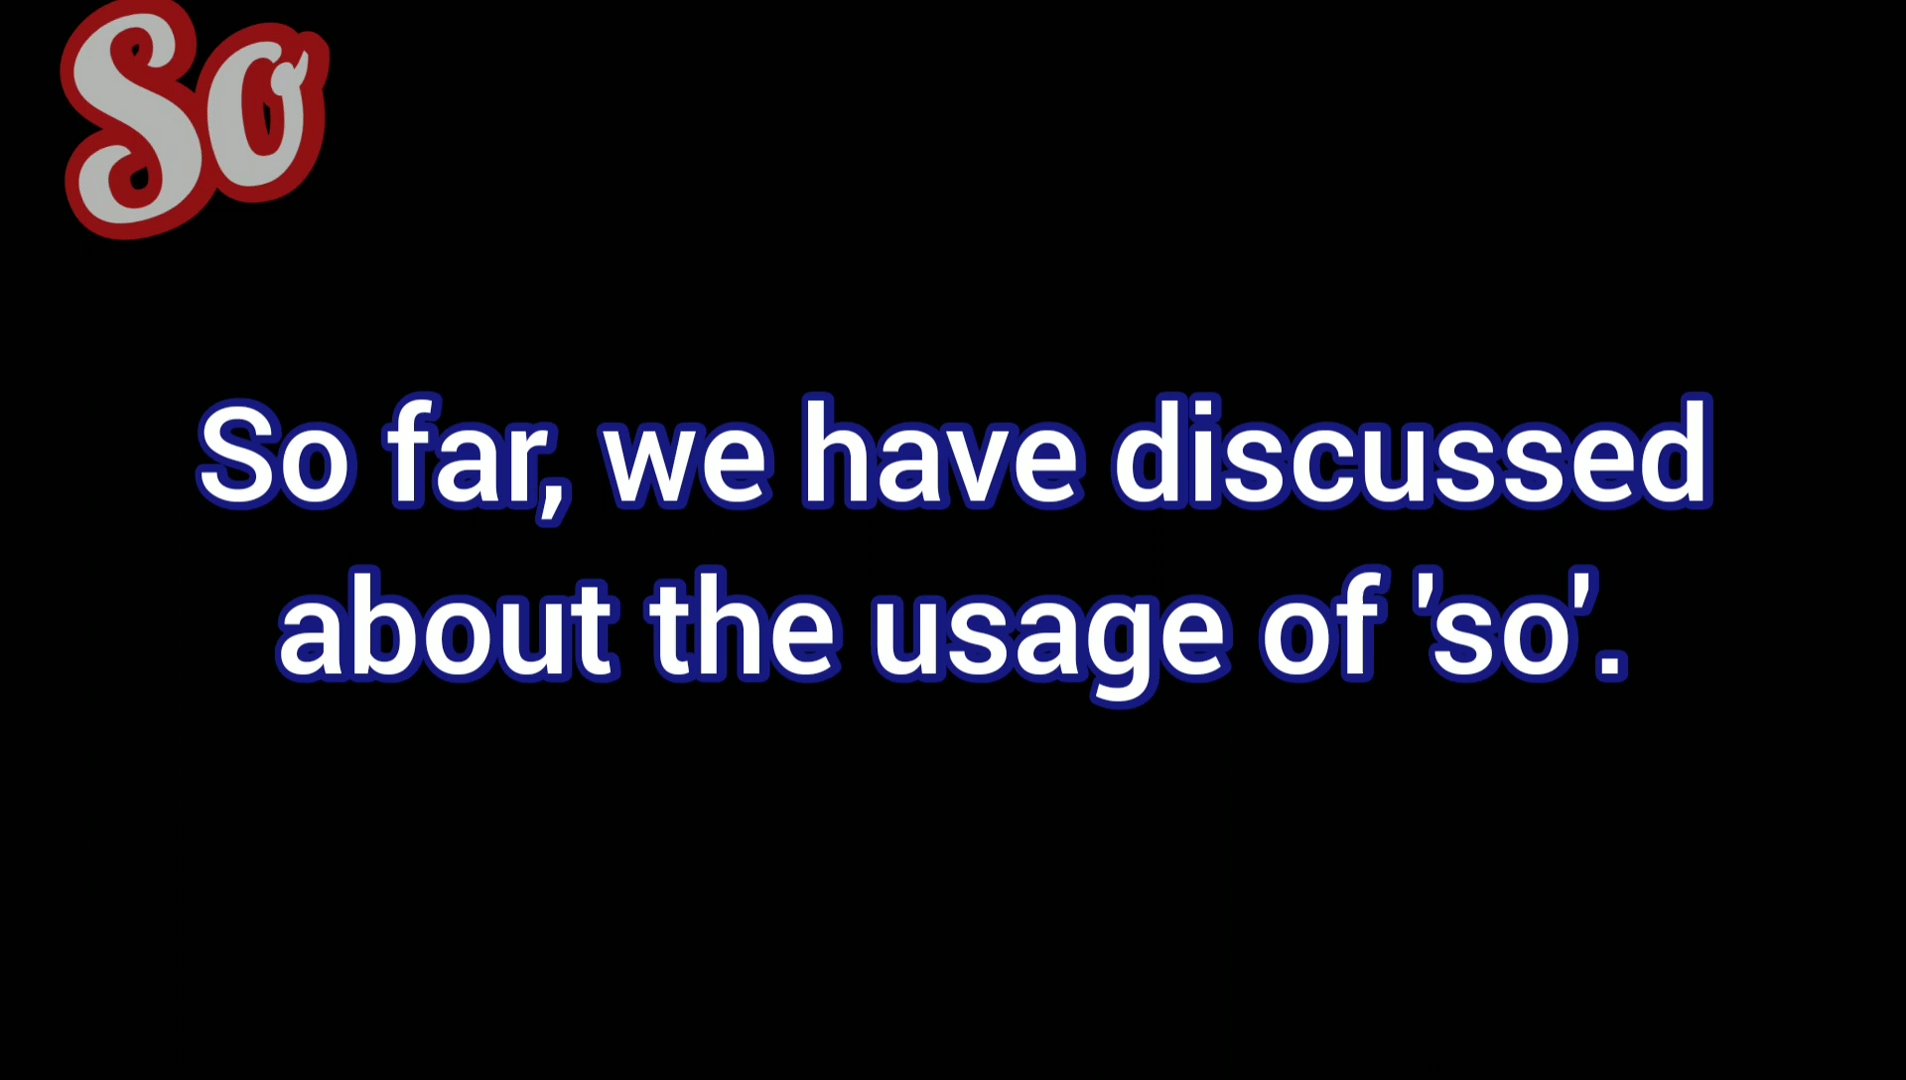 So
So far, we have discussed
about the usage of 'so'.